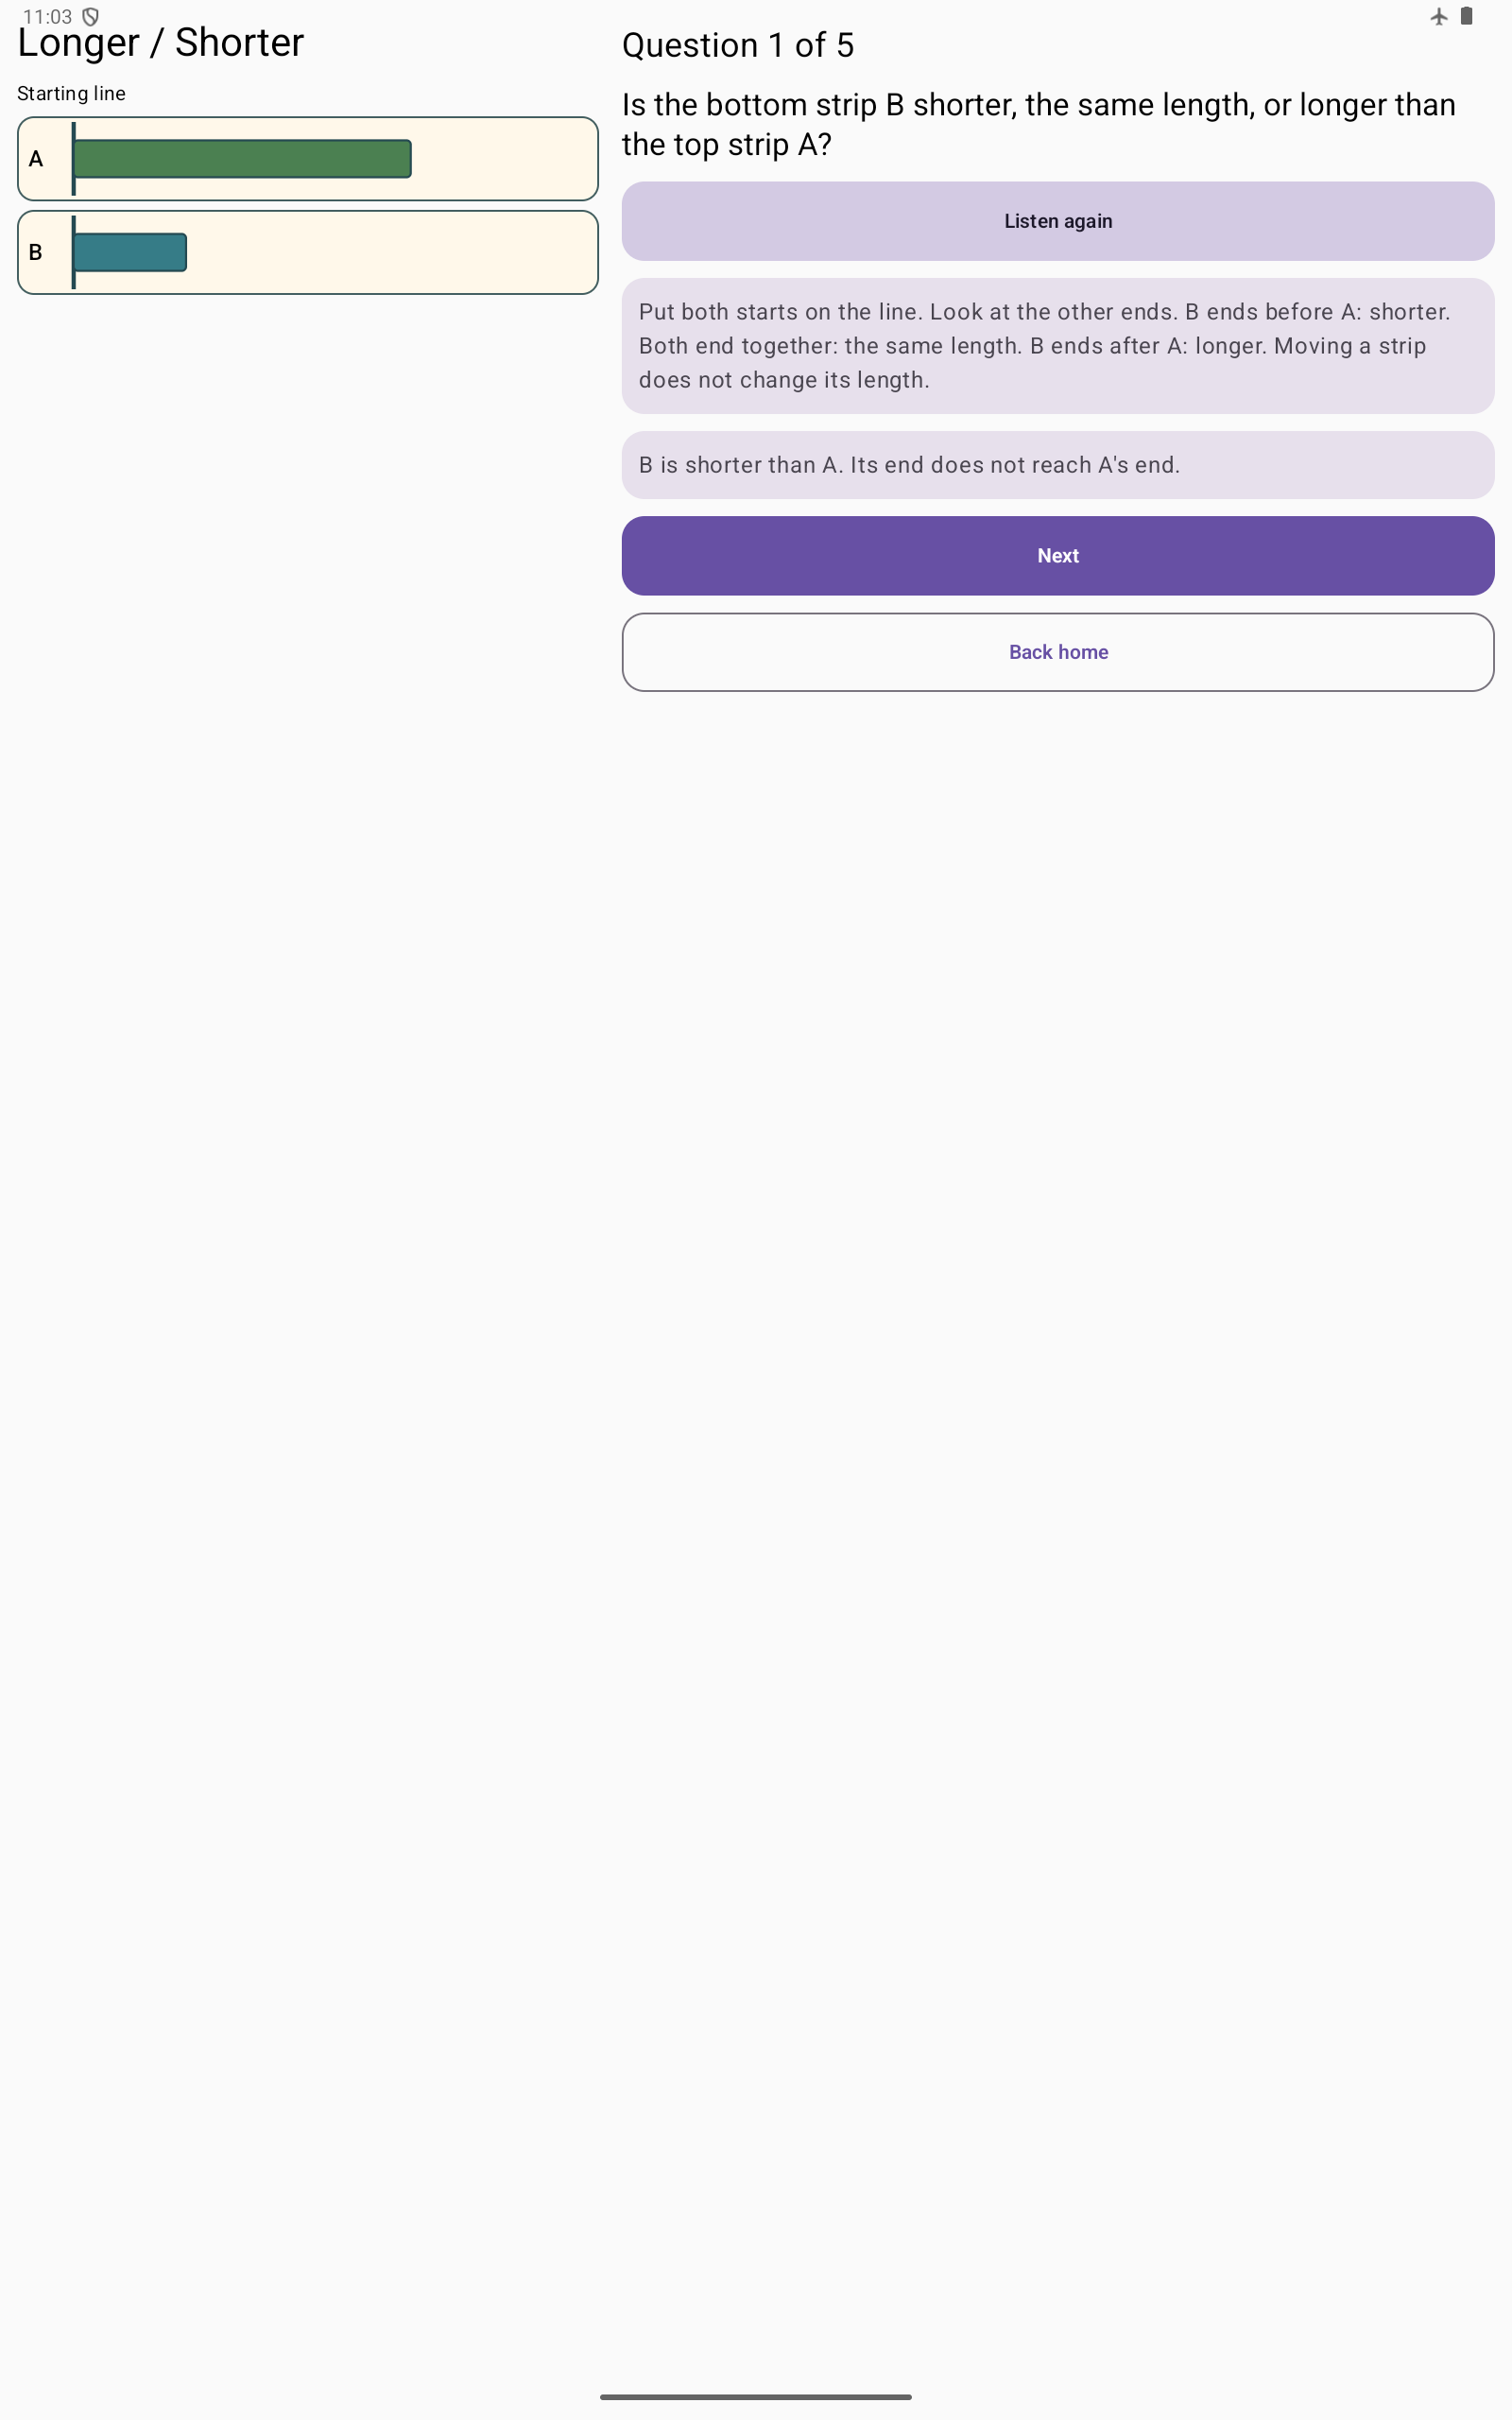 11:03
Longer / Shorter
Starting line
A
B
Question 1 of 5
Is the bottom strip B shorter, the same length, or longer than
the top strip A?
Listen again
Put both starts on the line. Look at the other ends. B ends before A: shorter.
Both end together: the same length. B ends after A: longer. Moving a strip
does not change its length.
B is shorter than A. Its end does not reach A's end.
Next
Back home